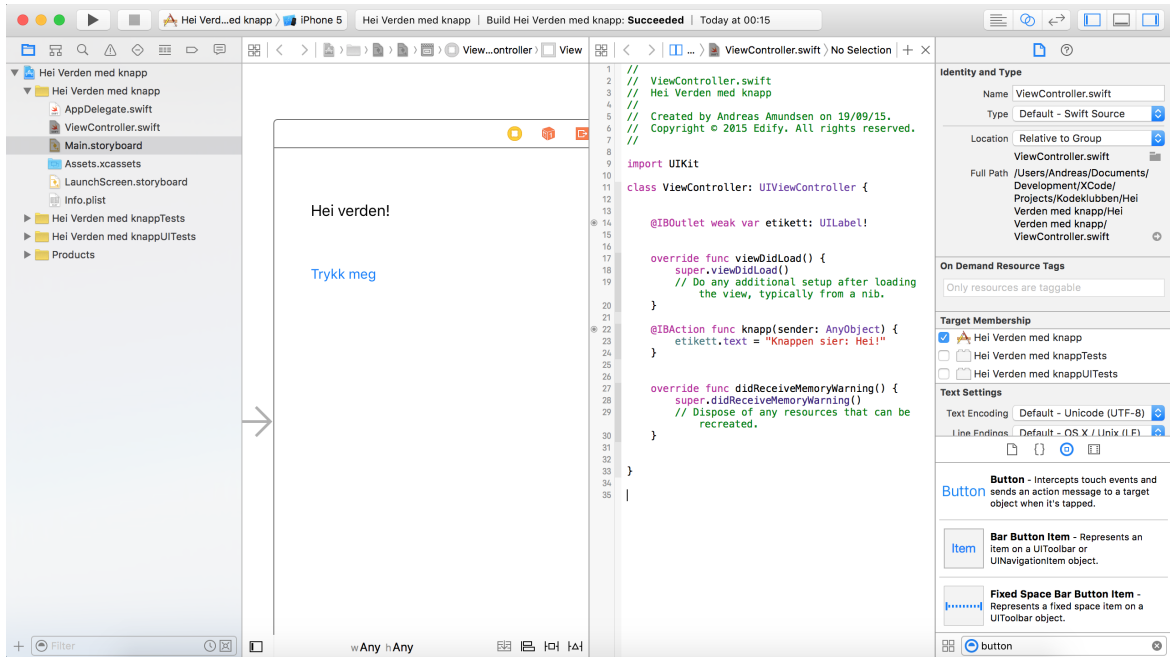 Hei Verd...ed knapp › iPhone 5
Hei Verden med knapp | Build Hei Verden med knapp: Succeeded | Today at 00:15
View...ontroller › View
... › ViewController.swift › No Selection
Hei Verden med knapp
Hei Verden med knapp
AppDelegate.swift
ViewController.swift
Main.storyboard
Assets.xcassets
LaunchScreen.storyboard
Info.plist
Hei Verden med knappTests
Hei Verden med knappUITests
Products
Filter
Hei verden!
Trykk meg
wAny hAny
1 //
2 // ViewController.swift
3 // Hei Verden med knapp
4 //
5 // Created by Andreas Amundsen on 19/09/15.
6 // Copyright © 2015 Edify. All rights reserved.
7 //
8
9 import UIKit
10
11 class ViewController: UIViewController {
12
13
14 @IBOutlet weak var etikett: UILabel!
15
16
17 override func viewDidLoad() {
18 super.viewDidLoad()
19 // Do any additional setup after loading
the view, typically from a nib.
20 }
21
22 @IBAction func knapp(sender: AnyObject) {
23 etikett.text = "Knappen sier: Hei!"
24 }
25
26
27 override func didReceiveMemoryWarning() {
28 super.didReceiveMemoryWarning()
29 // Dispose of any resources that can be
recreated.
30 }
31
32
33 }
34
35
Identity and Type
Name ViewController.swift
Type Default - Swift Source
Location Relative to Group
ViewController.swift
Full Path /Users/Andreas/Documents/
Development/XCode/
Projects/Kodeklubben/Hei
Verden med knapp/Hei
Verden med knapp/
ViewController.swift
On Demand Resource Tags
Only resources are taggable
Target Membership
Hei Verden med knapp
Hei Verden med knappTests
Hei Verden med knappUITests
Text Settings
Text Encoding Default - Unicode (UTF-8)
Line Endings Default - OS X / Unix (LF)
Button
Button - Intercepts touch events and
sends an action message to a target
object when it's tapped.
Item
Bar Button Item - Represents an
item on a UIToolbar or
UINavigationItem object.
Fixed Space Bar Button Item -
Represents a fixed space item on a
UIToolbar object.
button